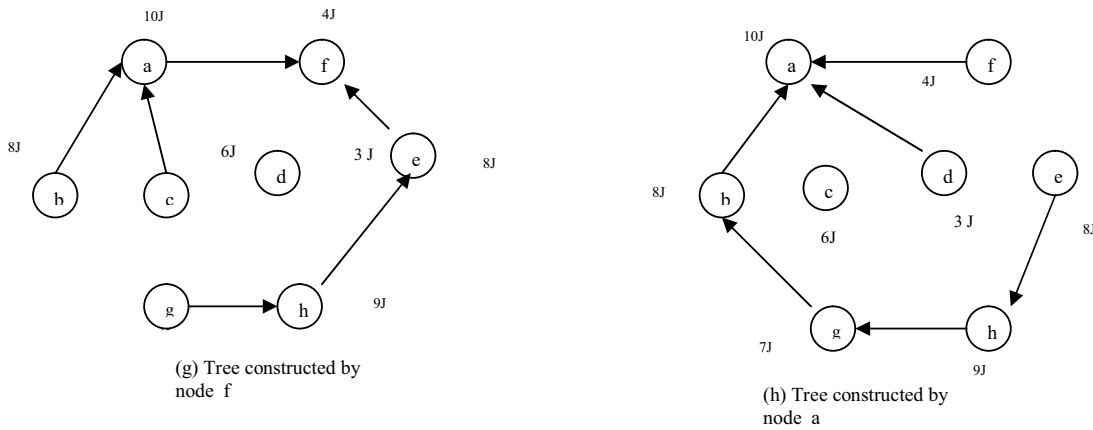 10J
4J
a
f
8J
6J
3 J
e
8J
d
b
c
g
h
9J
(g) Tree constructed by
node f
10J
a
f
4J
8J
b
c
d
e
6J
3 J
8J
g
h
7J
9J
(h) Tree constructed by
node a